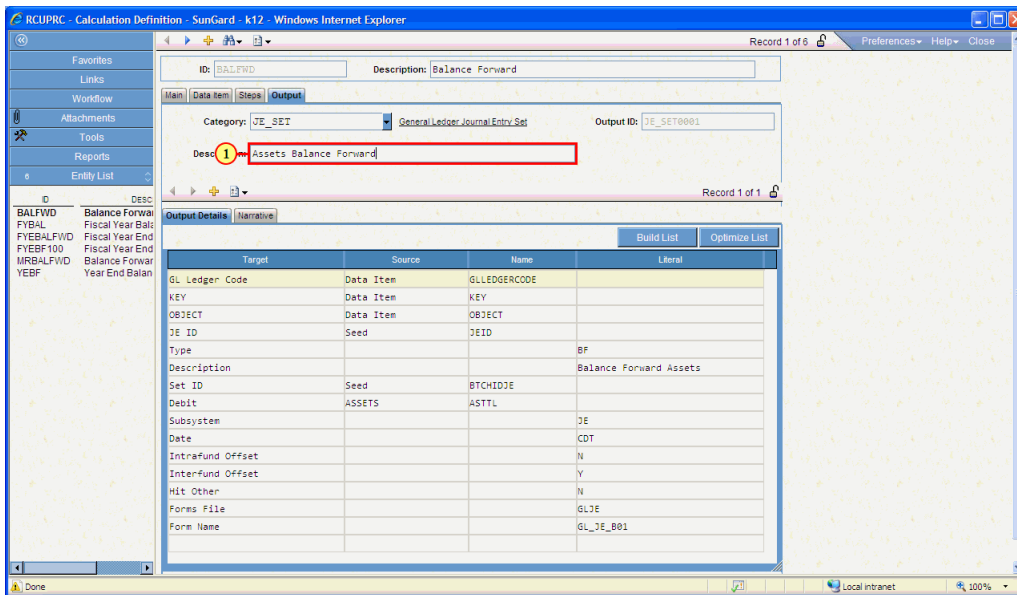 RCUPRC - Calculation Definition - SunGard - k12 - Windows Internet Explorer
Record 1 of 6 Preferences Help Close
Favorites
Links
Workflow
Attachments
Tools
Reports
6 Entity List
ID DESC
BALFWD Balance Forwar
FYBAL Fiscal Year Bala
FYEBALFWD Fiscal Year End
FYEBF100 Fiscal Year End
MRBALFWD Balance Forwar
YEBF Year End Balan
ID: BALFWD Description: Balance Forward
Main Data Item Steps Output
Category: JE_SET General Ledger Journal Entry Set Output ID: JE_SET0001
Desc 1 n: Assets Balance Forward
Record 1 of 1
Output Details Narrative
Build List Optimize List
Target Source Name Literal
GL Ledger Code Data Item GLLEDGERCODE
KEY Data Item KEY
OBJECT Data Item OBJECT
JE ID Seed JEID
Type BF
Description Balance Forward Assets
Set ID Seed BTCHIDJE
Debit ASSETS ASTTL
Subsystem JE
Date CDT
Intrafund Offset N
Interfund Offset Y
Hit Other N
Forms File GLJE
Form Name GL_JE_B01
Done Local intranet 100%